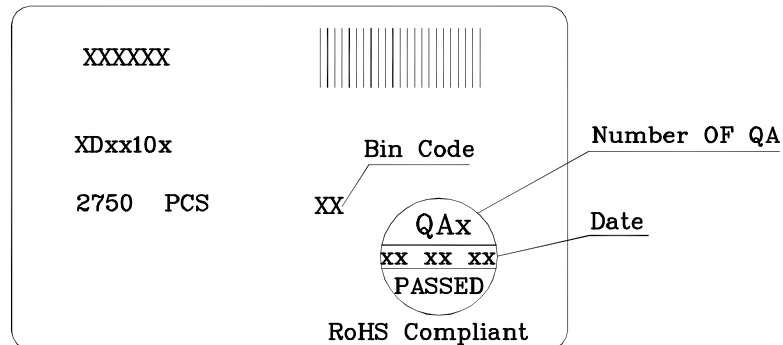 XXXXXX
XDxx10x
Bin Code
Number OF QA
2750 PCS
XX
QAx
Date
xx xx xx
PASSED
RoHS Compliant